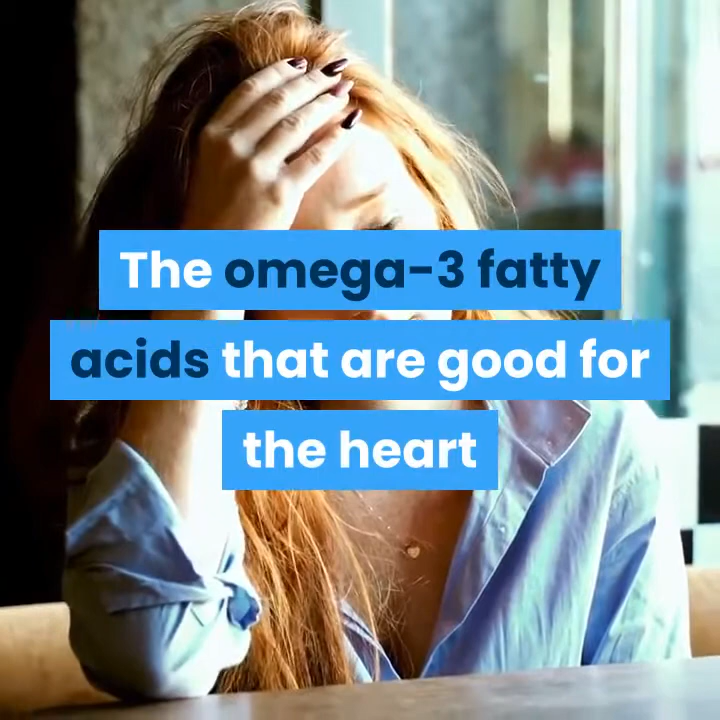 The omega-3 fatty
acids that are good for
the heart